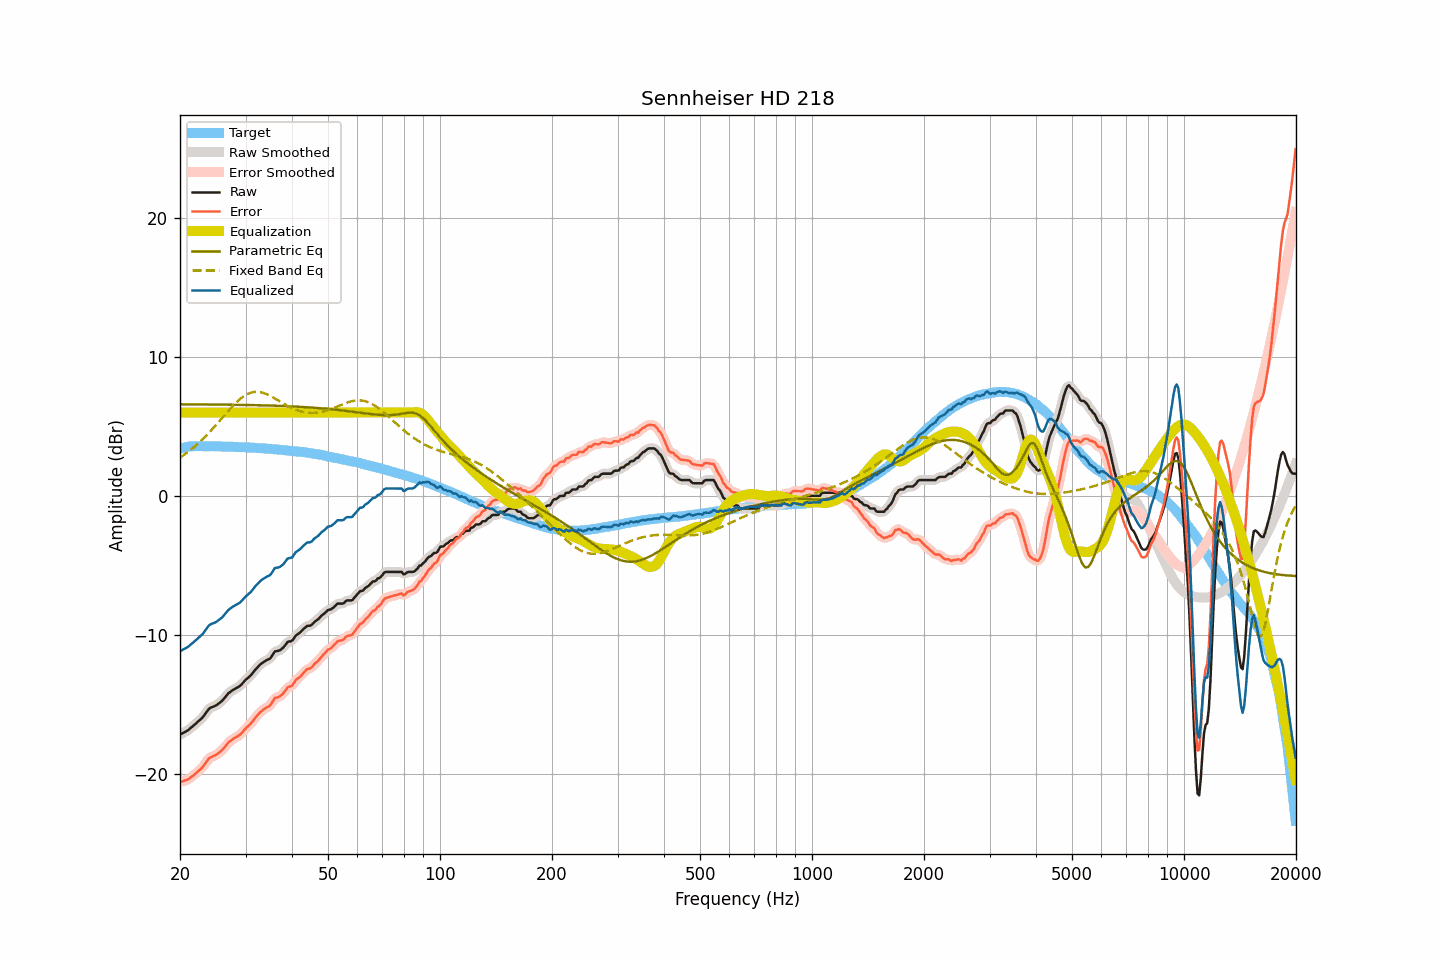 Sennheiser HD 218
Target
Raw Smoothed
Error Smoothed
Raw
Error
Equalization
Parametric Eq
Fixed Band Eq
Equalized
Amplitude (dBr)
20
10
0
−10
−20
20 50 100 200 500 1000 2000 5000 10000 20000
Frequency (Hz)